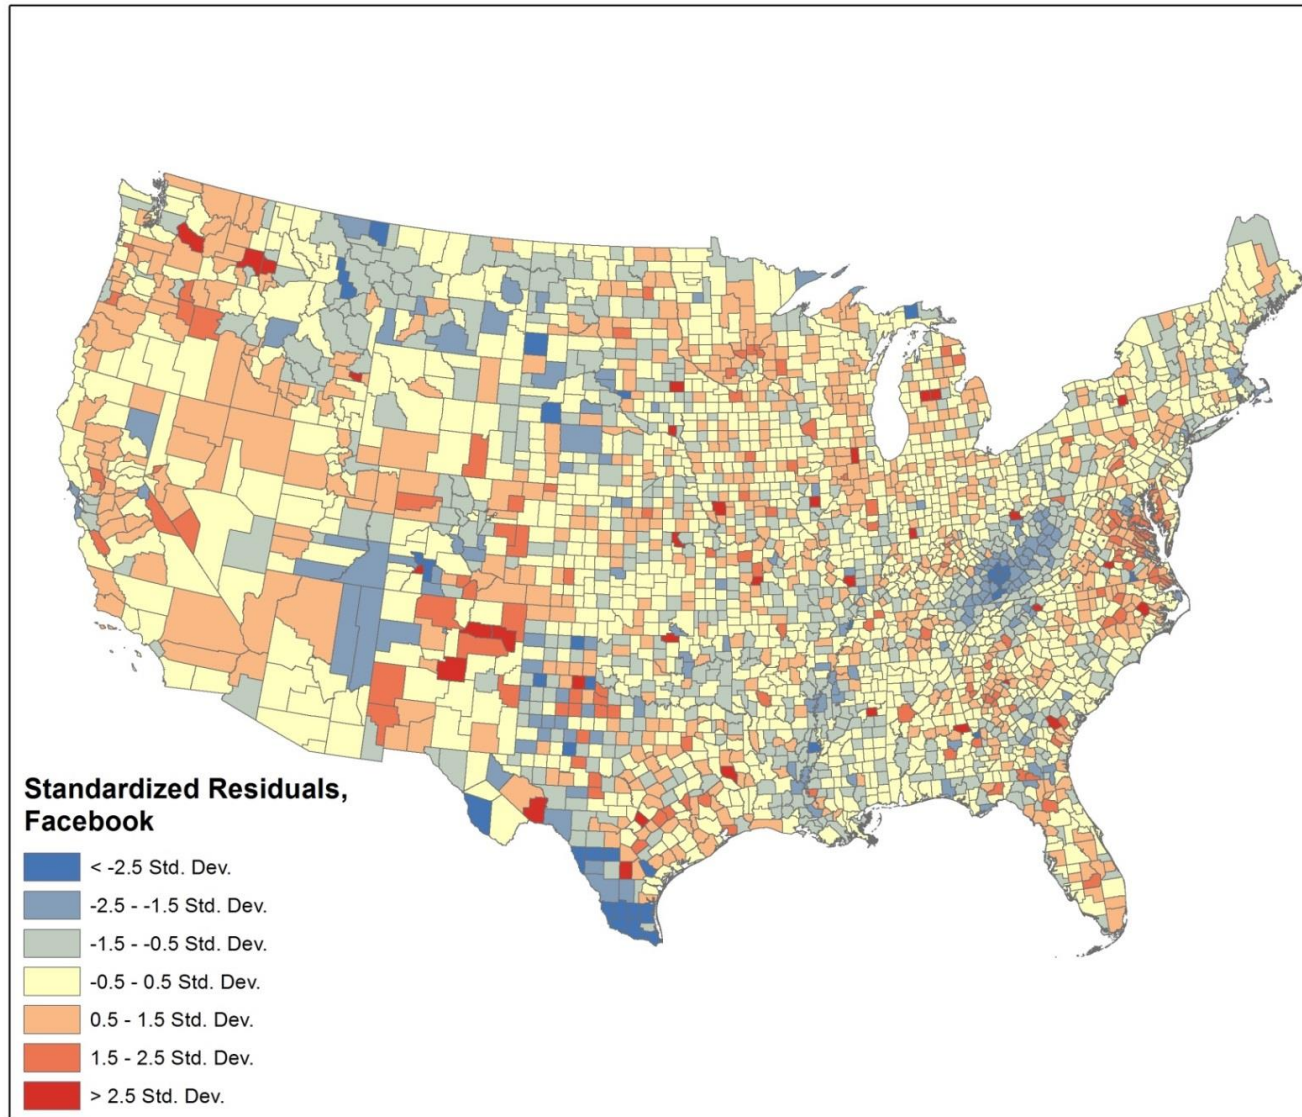 Standardized Residuals,
Facebook
< -2.5 Std. Dev.
-2.5 - -1.5 Std. Dev.
-1.5 - -0.5 Std. Dev.
-0.5 - 0.5 Std. Dev.
0.5 - 1.5 Std. Dev.
1.5 - 2.5 Std. Dev.
> 2.5 Std. Dev.